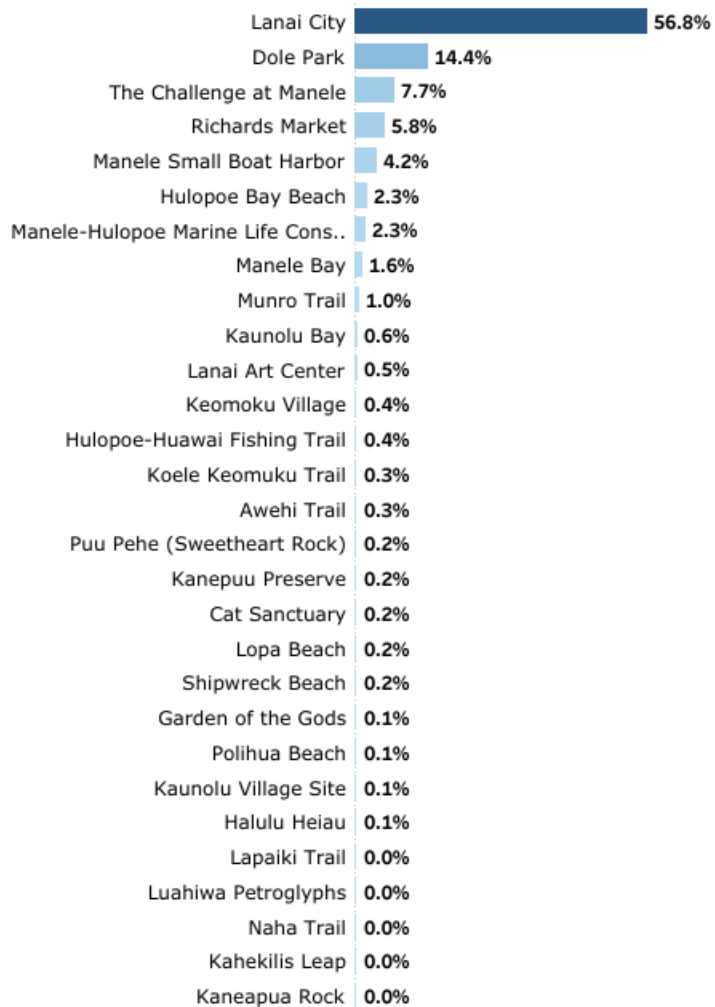 Lanai City 56.8%
Dole Park 14.4%
The Challenge at Manele 7.7%
Richards Market 5.8%
Manele Small Boat Harbor 4.2%
Hulopoe Bay Beach 2.3%
Manele-Hulopoe Marine Life Cons.. 2.3%
Manele Bay 1.6%
Munro Trail 1.0%
Kaunolu Bay 0.6%
Lanai Art Center 0.5%
Keomoku Village 0.4%
Hulopoe-Huawai Fishing Trail 0.4%
Koele Keomuku Trail 0.3%
Awehi Trail 0.3%
Puu Pehe (Sweetheart Rock) 0.2%
Kanepuu Preserve 0.2%
Cat Sanctuary 0.2%
Lopa Beach 0.2%
Shipwreck Beach 0.2%
Garden of the Gods 0.1%
Polihua Beach 0.1%
Kaunolu Village Site 0.1%
Halulu Heiau 0.1%
Lapaiki Trail 0.0%
Luahiwa Petroglyphs 0.0%
Naha Trail 0.0%
Kahekilis Leap 0.0%
Kaneapua Rock 0.0%